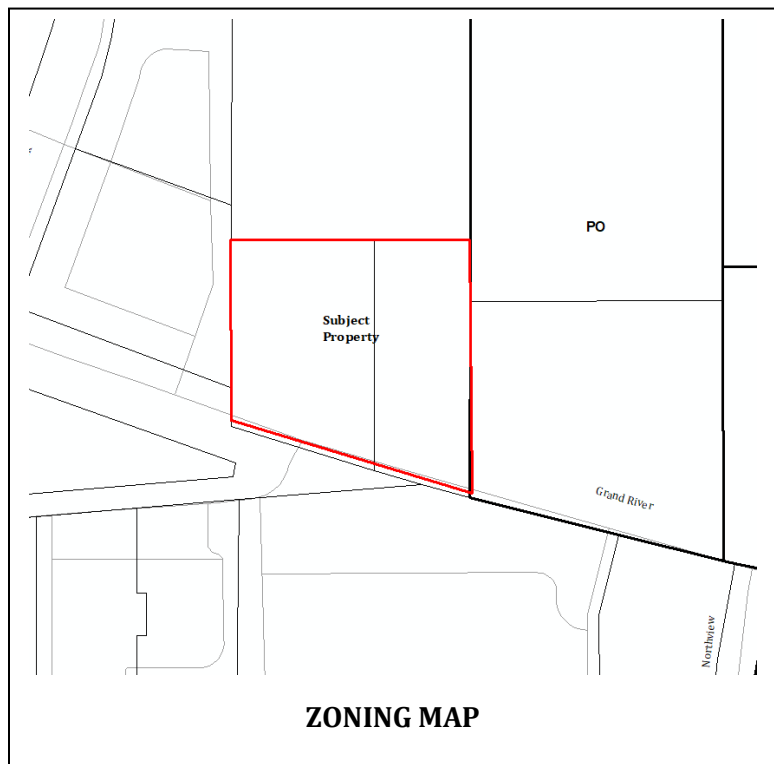 PO
Subject
Property
Grand River
Northview
ZONING MAP